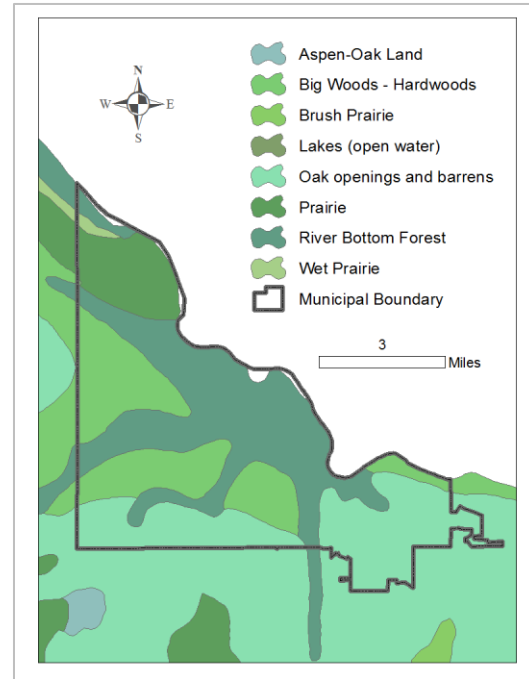 N
W E
S
Aspen-Oak Land
Big Woods - Hardwoods
Brush Prairie
Lakes (open water)
Oak openings and barrens
Prairie
River Bottom Forest
Wet Prairie
Municipal Boundary
3
Miles